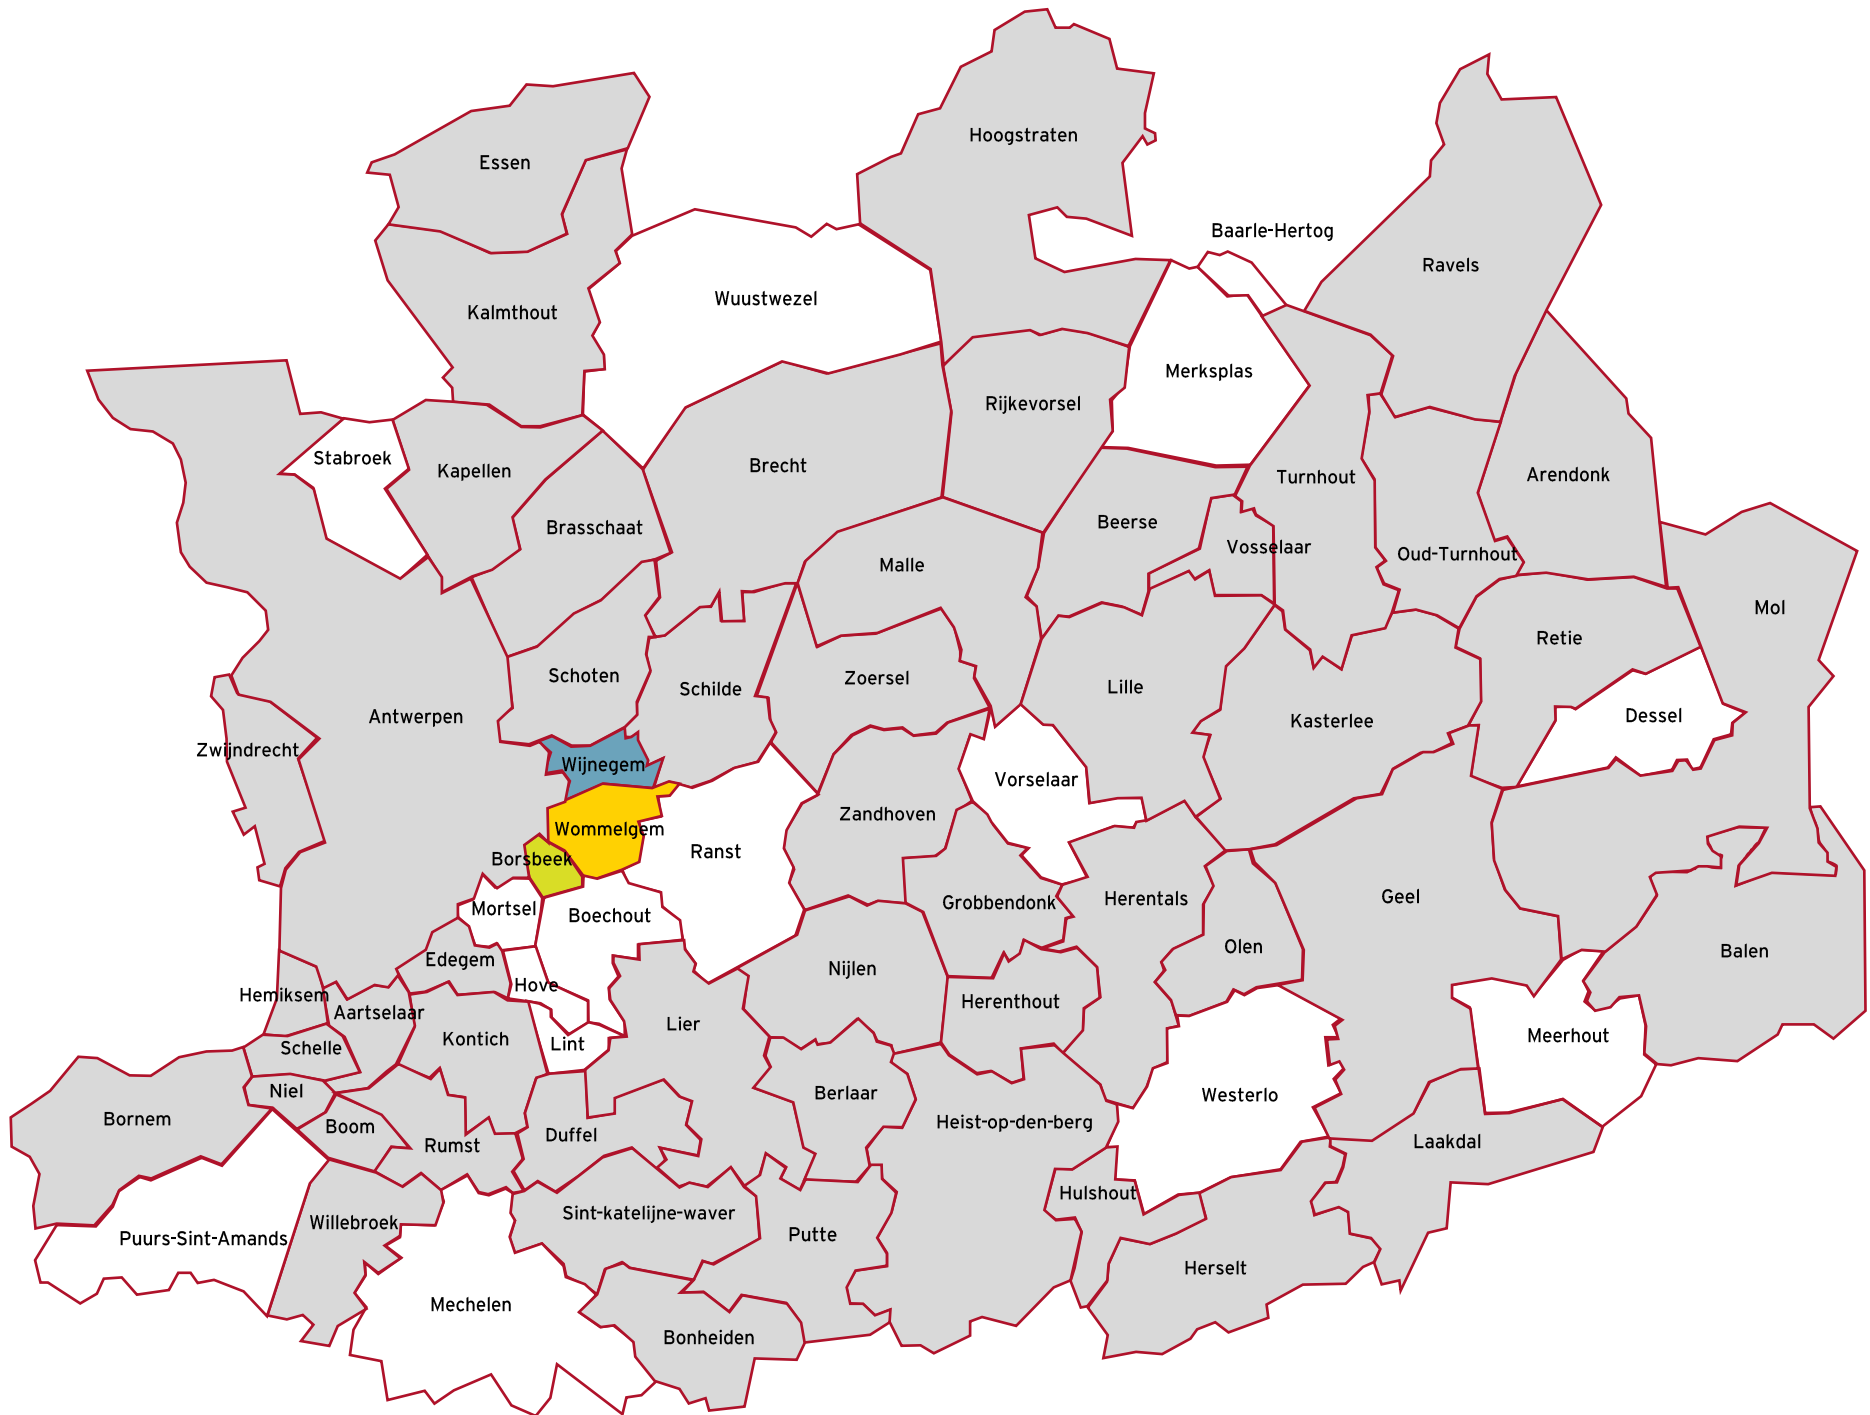 Hoogstraten
Essen
Baarle-Hertog
Ravels
Wuustwezel
Kalmthout
Merksplas
Rijkevorsel
Stabroek
Kapellen
Brecht
Turnhout
Arendonk
Brasschaat
Beerse
Vosselaar
Oud-Turnhout
Malle
Mol
Retie
Schoten
Schilde
Zoersel
Lille
Antwerpen
Kasterlee
Dessel
Zwijndrecht
Wijnegem
Vorselaar
Zandhoven
Wommelgem
Borsbeek
Ranst
Geel
Mortsel
Boechout
Grobbendonk
Herentals
Olen
Balen
Edegem
Nijlen
Hove
Hemiksem
Herenthout
Aartselaar
Lier
Kontich
Lint
Meerhout
Schelle
Niel
Berlaar
Westerlo
Bornem
Boom
Heist-op-den-berg
Duffel
Rumst
Laakdal
Hulshout
Sint-katelijne-waver
Willebroek
Putte
Puurs-Sint-Amands
Herselt
Mechelen
Bonheiden